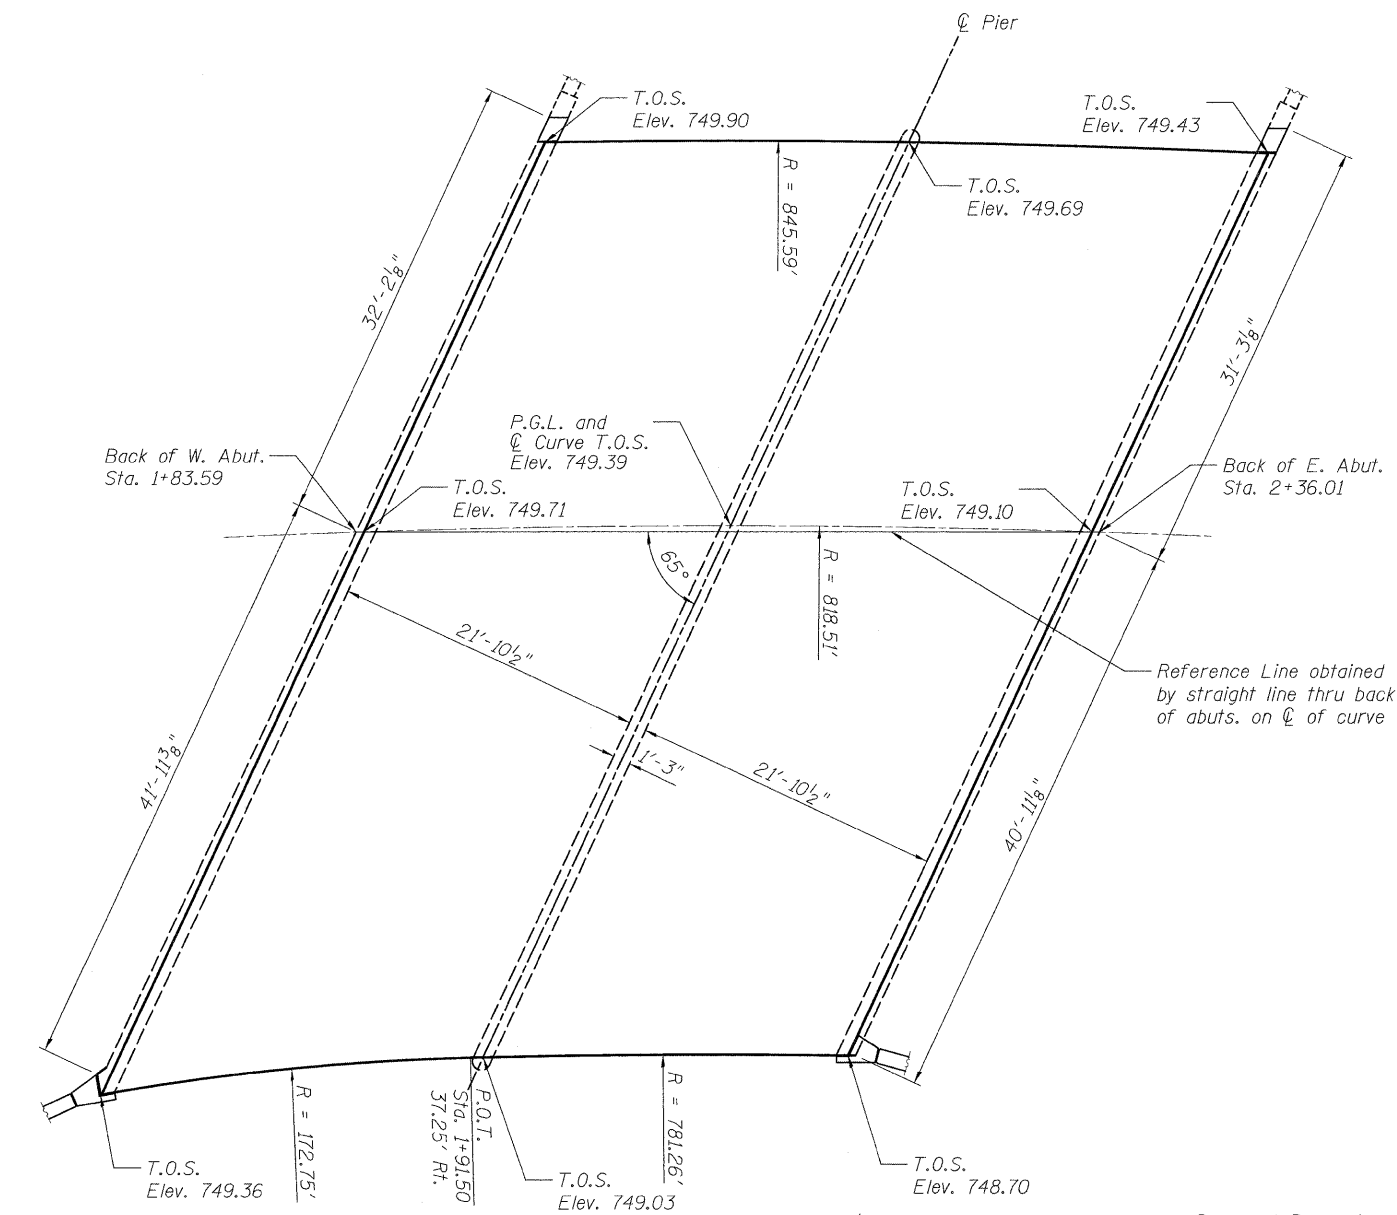 ℄ Pier
T.O.S.
Elev. 749.90
T.O.S.
Elev. 749.43
T.O.S.
Elev. 749.69
R = 845.59'
32'-2⅛"
31'-3⅛"
P.G.L. and
℄ Curve T.O.S.
Elev. 749.39
Back of W. Abut.
Sta. 1+83.59
T.O.S.
Elev. 749.71
T.O.S.
Elev. 749.10
Back of E. Abut.
Sta. 2+36.01
65°
R = 818.51'
21'-10½"
Reference Line obtained
by straight line thru back
of abuts. on ℄ of curve
41'-11⅜"
1'-3"
21'-10½"
40'-11⅛"
R = 172.75'
P.O.T.
Sta. 1+91.50
37.25' Rt.
R = 781.26'
T.O.S.
Elev. 749.36
T.O.S.
Elev. 749.03
T.O.S.
Elev. 748.70